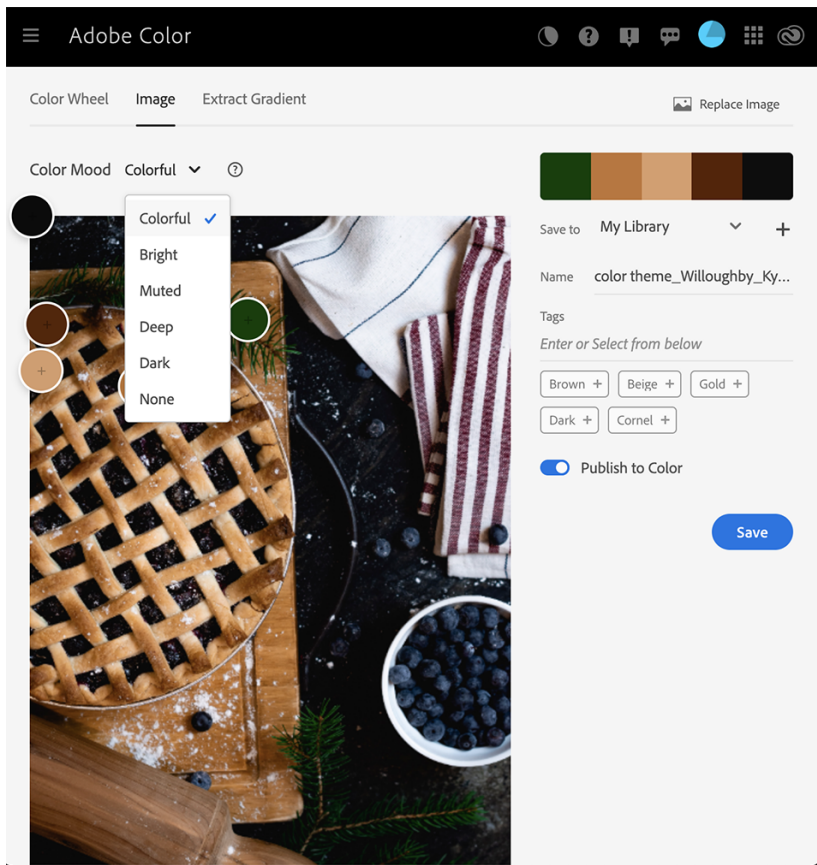 Adobe Color
Color Wheel Image Extract Gradient
Replace Image
Color Mood Colorful
Colorful
Bright
Muted
Deep
Dark
None
Save to My Library
Name color theme_Willoughby_Ky...
Tags
Enter or Select from below
Brown + Beige + Gold +
Dark + Cornel +
Publish to Color
Save